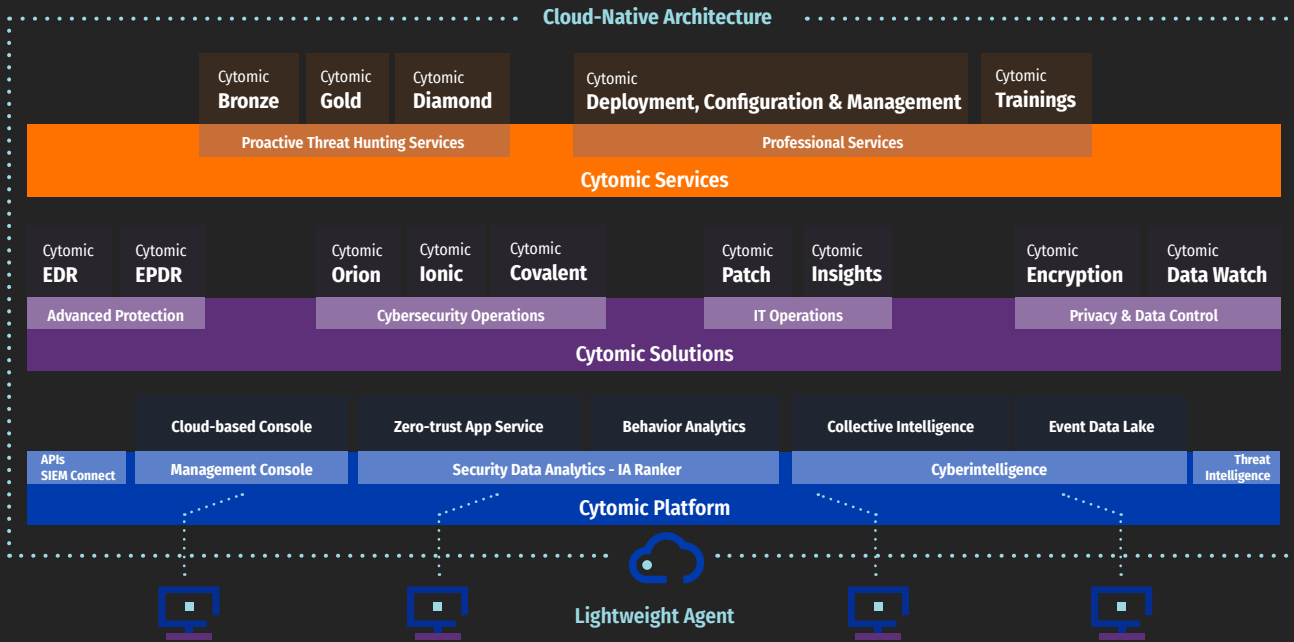 Cloud-Native Architecture
Cytomic
Bronze
Cytomic
Gold
Cytomic
Diamond
Cytomic
Deployment, Configuration & Management
Cytomic
Trainings
Proactive Threat Hunting Services
Professional Services
Cytomic Services
Cytomic
EDR
Cytomic
EPDR
Cytomic
Orion
Cytomic
Ionic
Cytomic
Covalent
Cytomic
Patch
Cytomic
Insights
Cytomic
Encryption
Cytomic
Data Watch
Advanced Protection
Cybersecurity Operations
IT Operations
Privacy & Data Control
Cytomic Solutions
Cloud-based Console
Zero-trust App Service
Behavior Analytics
Collective Intelligence
Event Data Lake
APIs
SIEM Connect
Management Console
Security Data Analytics - IA Ranker
Cyberintelligence
Threat
Intelligence
Cytomic Platform
Lightweight Agent